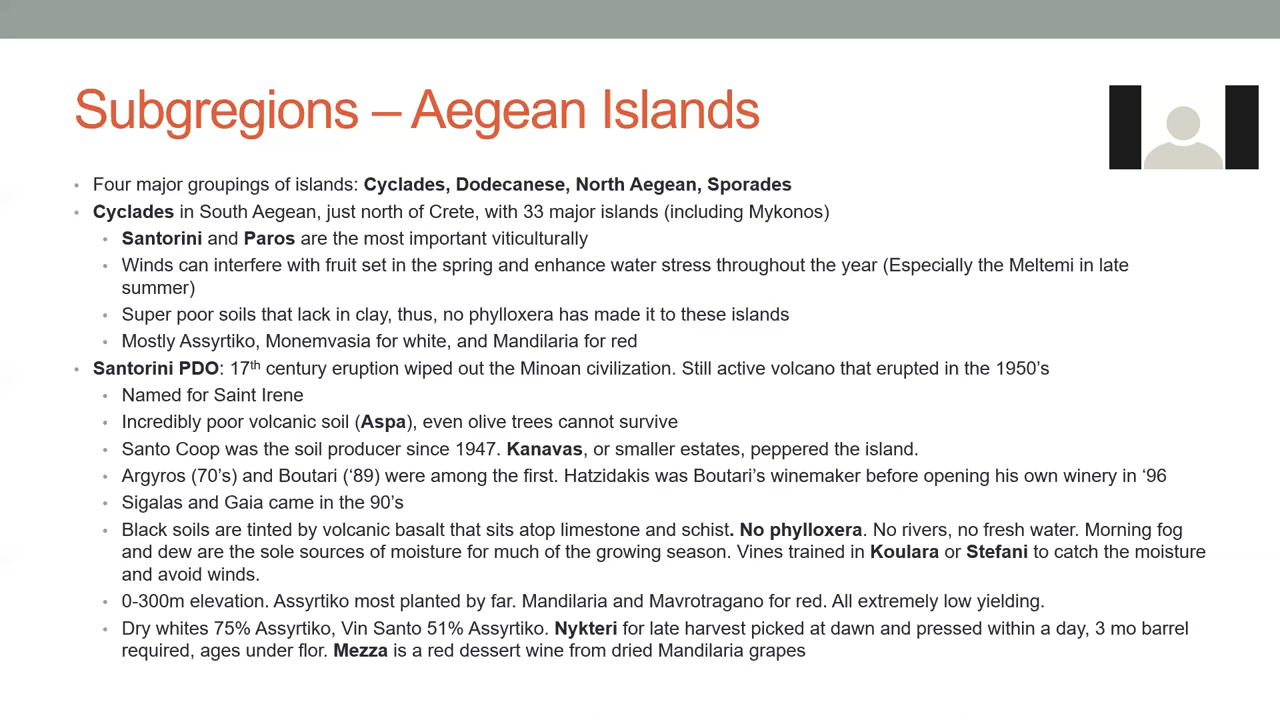 Subgregions – Aegean Islands
• Four major groupings of islands: Cyclades, Dodecanese, North Aegean, Sporades
• Cyclades in South Aegean, just north of Crete, with 33 major islands (including Mykonos)
• Santorini and Paros are the most important viticulturally
• Winds can interfere with fruit set in the spring and enhance water stress throughout the year (Especially the Meltemi in late
summer)
• Super poor soils that lack in clay, thus, no phylloxera has made it to these islands
• Mostly Assyrtiko, Monemvasia for white, and Mandilaria for red
• Santorini PDO: 17th century eruption wiped out the Minoan civilization. Still active volcano that erupted in the 1950’s
• Named for Saint Irene
• Incredibly poor volcanic soil (Aspa), even olive trees cannot survive
• Santo Coop was the soil producer since 1947. Kanavas, or smaller estates, peppered the island.
• Argyros (70’s) and Boutari (‘89) were among the first. Hatzidakis was Boutari’s winemaker before opening his own winery in ‘96
• Sigalas and Gaia came in the 90’s
• Black soils are tinted by volcanic basalt that sits atop limestone and schist. No phylloxera. No rivers, no fresh water. Morning fog
and dew are the sole sources of moisture for much of the growing season. Vines trained in Koulara or Stefani to catch the moisture
and avoid winds.
• 0-300m elevation. Assyrtiko most planted by far. Mandilaria and Mavrotragano for red. All extremely low yielding.
• Dry whites 75% Assyrtiko, Vin Santo 51% Assyrtiko. Nykteri for late harvest picked at dawn and pressed within a day, 3 mo barrel
required, ages under flor. Mezza is a red dessert wine from dried Mandilaria grapes